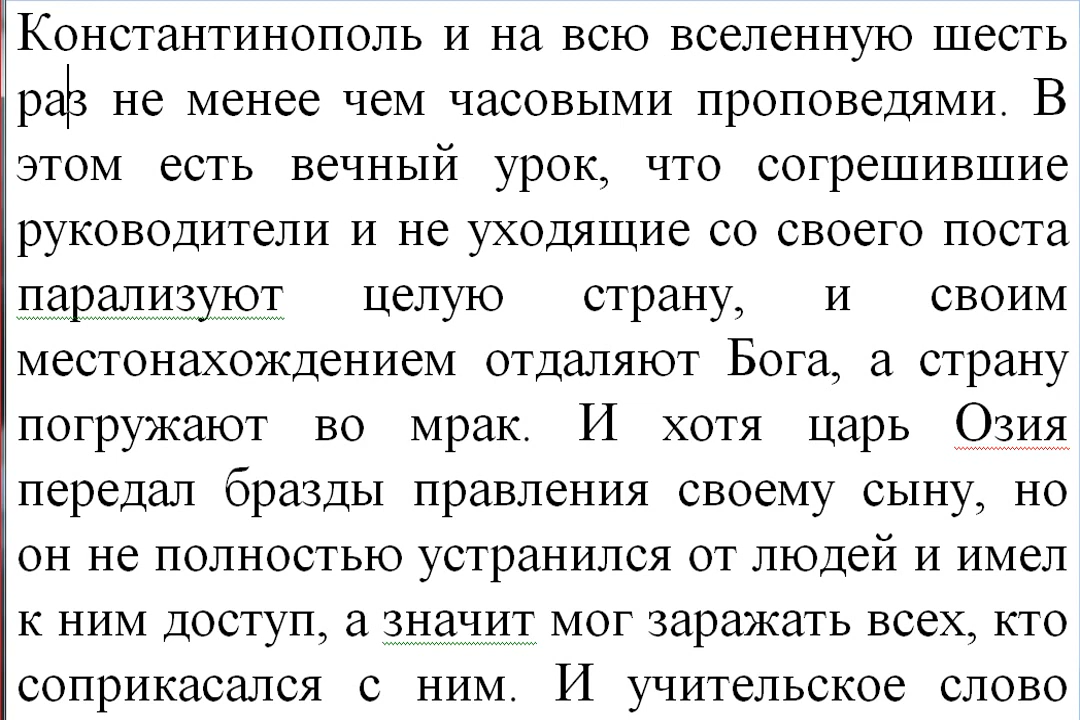 Константинополь и на всю вселенную шесть
раз не менее чем часовыми проповедями. В
этом есть вечный урок, что согрешившие
руководители и не уходящие со своего поста
парализуют целую страну, и своим
местонахождением отдаляют Бога, а страну
погружают во мрак. И хотя царь Озия
передал бразды правления своему сыну, но
он не полностью устранился от людей и имел
к ним доступ, а значит мог заражать всех, кто
соприкасался с ним. И учительское слово